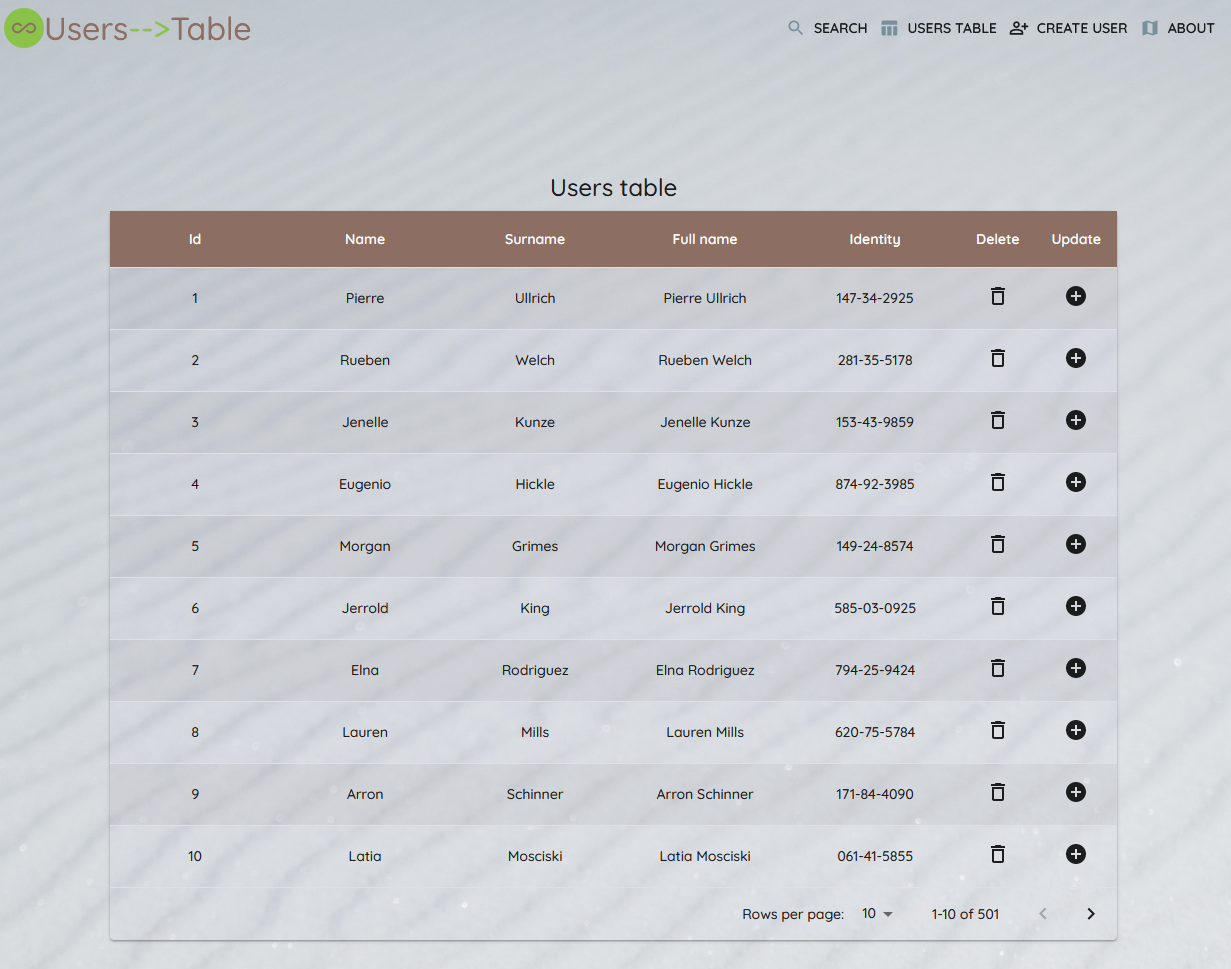 Users-->Table SEARCH USERS TABLE CREATE USER ABOUT
Users table
Id Name Surname Full name Identity Delete Update
1 Pierre Ullrich Pierre Ullrich 147-34-2925
2 Rueben Welch Rueben Welch 281-35-5178
3 Jenelle Kunze Jenelle Kunze 153-43-9859
4 Eugenio Hickle Eugenio Hickle 874-92-3985
5 Morgan Grimes Morgan Grimes 149-24-8574
6 Jerrold King Jerrold King 585-03-0925
7 Elna Rodriguez Elna Rodriguez 794-25-9424
8 Lauren Mills Lauren Mills 620-75-5784
9 Arron Schinner Arron Schinner 171-84-4090
10 Latia Mosciski Latia Mosciski 061-41-5855
Rows per page: 10 1-10 of 501